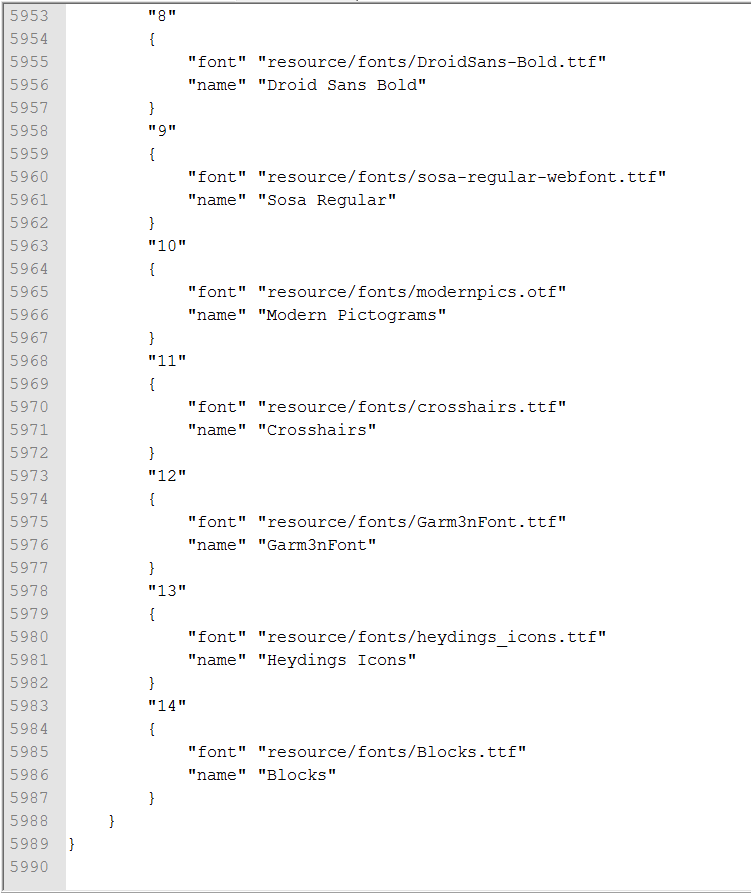 5953 "8"
5954 {
5955 "font" "resource/fonts/DroidSans-Bold.ttf"
5956 "name" "Droid Sans Bold"
5957 }
5958 "9"
5959 {
5960 "font" "resource/fonts/sosa-regular-webfont.ttf"
5961 "name" "Sosa Regular"
5962 }
5963 "10"
5964 {
5965 "font" "resource/fonts/modernpics.otf"
5966 "name" "Modern Pictograms"
5967 }
5968 "11"
5969 {
5970 "font" "resource/fonts/crosshairs.ttf"
5971 "name" "Crosshairs"
5972 }
5973 "12"
5974 {
5975 "font" "resource/fonts/Garm3nFont.ttf"
5976 "name" "Garm3nFont"
5977 }
5978 "13"
5979 {
5980 "font" "resource/fonts/heydings_icons.ttf"
5981 "name" "Heydings Icons"
5982 }
5983 "14"
5984 {
5985 "font" "resource/fonts/Blocks.ttf"
5986 "name" "Blocks"
5987 }
5988 }
5989 }
5990